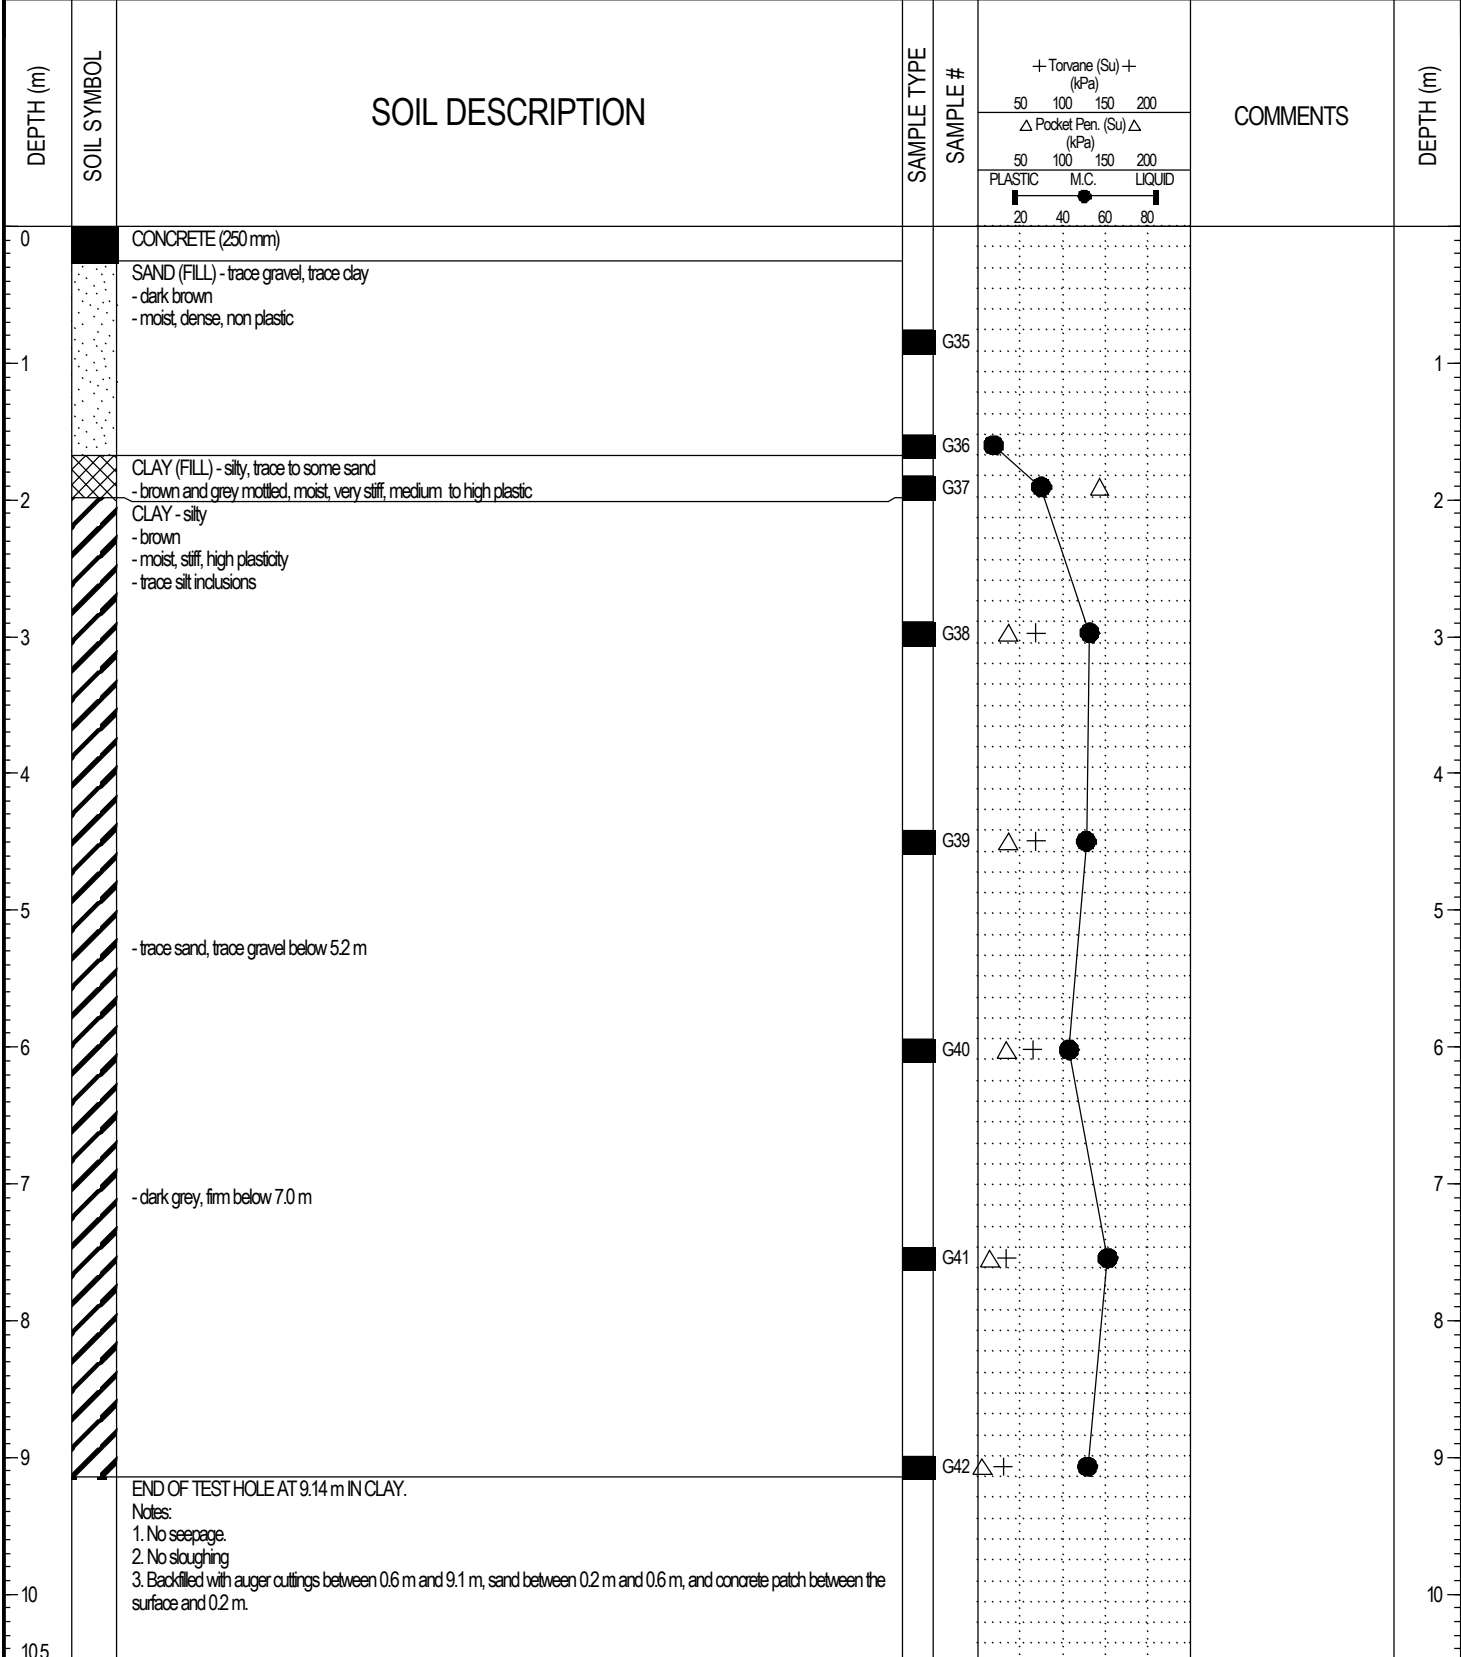 DEPTH (m)
SOIL SYMBOL
SOIL DESCRIPTION
SAMPLE TYPE
SAMPLE #
Torvane (Su)
(kPa)
50 100 150 200
Pocket Pen. (Su)
(kPa)
50 100 150 200
PLASTIC M.C. LIQUID
20 40 60 80
COMMENTS
DEPTH (m)
0
CONCRETE (250 mm)
SAND (FILL) - trace gravel, trace clay
- dark brown
- moist, dense, non plastic
G35
1 1
G36
CLAY (FILL) - silty, trace to some sand
- brown and grey mottled, moist, very stiff, medium to high plastic
G37
2 2
CLAY - silty
- brown
- moist, stiff, high plasticity
- trace silt inclusions
G38
3 3
4 4
G39
5 5
- trace sand, trace gravel below 5.2 m
6 G40 6
7 7
- dark grey, firm below 7.0 m
G41
8 8
9 G42 9
END OF TEST HOLE AT 9.14 m IN CLAY.
Notes:
1. No seepage.
2. No sloughing
3. Backfilled with auger cuttings between 0.6 m and 9.1 m, sand between 0.2 m and 0.6 m, and concrete patch between the
10 10
surface and 0.2 m.
10.5